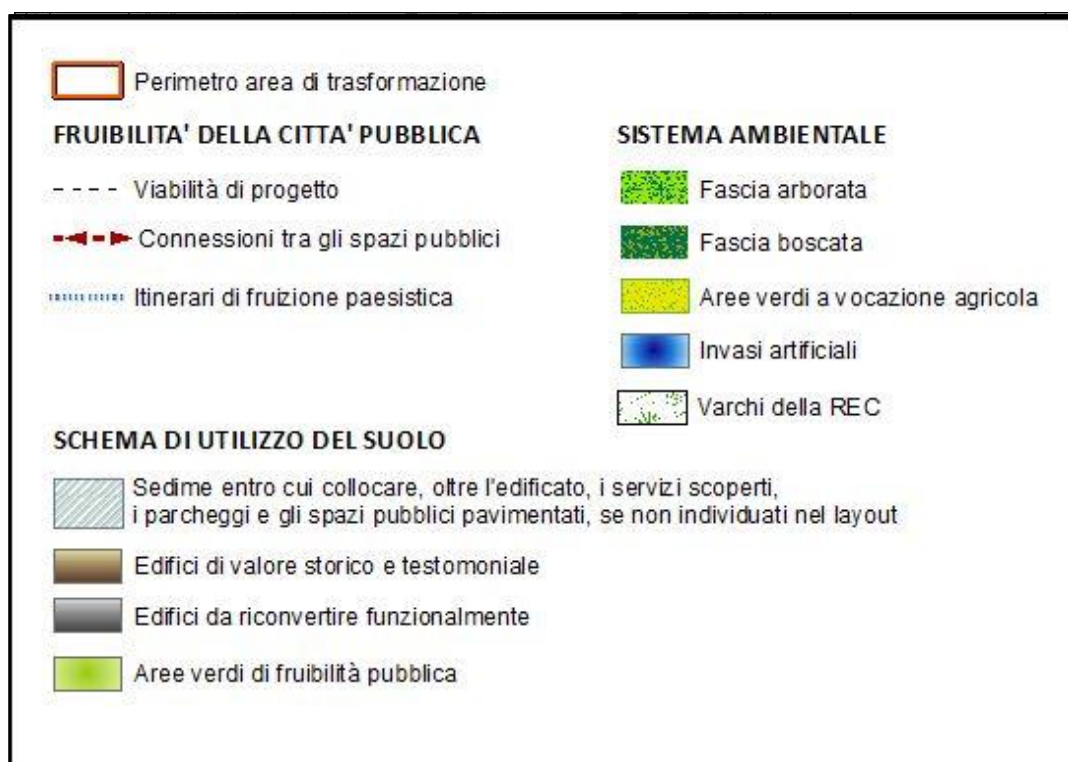 Perimetro area di trasformazione
FRUIBILITA' DELLA CITTA' PUBBLICA
Viabilità di progetto
Connessioni tra gli spazi pubblici
Itinerari di fruizione paesistica
SISTEMA AMBIENTALE
Fascia arborata
Fascia boscata
Aree verdi a vocazione agricola
Invasi artificiali
Varchi della REC
SCHEMA DI UTILIZZO DEL SUOLO
Sedime entro cui collocare, oltre l'edificato, i servizi scoperti,
i parcheggi e gli spazi pubblici pavimentati, se non individuati nel layout
Edifici di valore storico e testomoniale
Edifici da riconvertire funzionalmente
Aree verdi di fruibilità pubblica